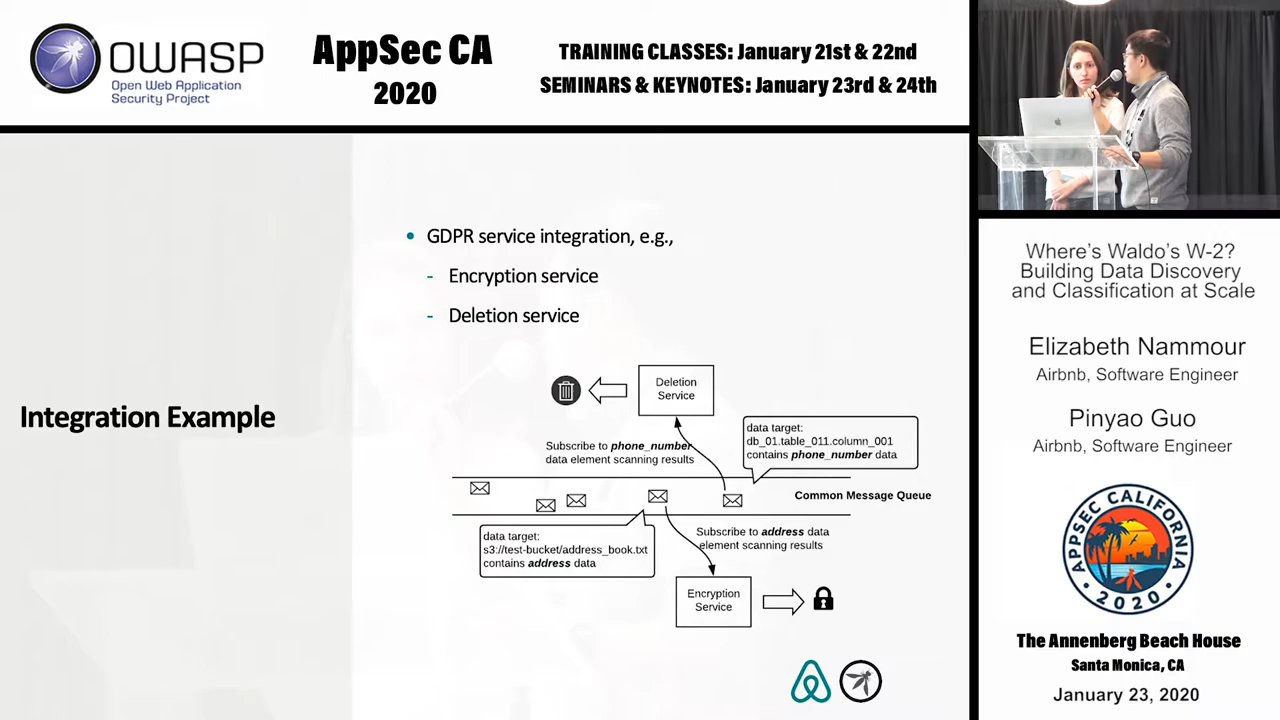 OWASP
Open Web Application
Security Project
AppSec CA
2020
TRAINING CLASSES: January 21st & 22nd
SEMINARS & KEYNOTES: January 23rd & 24th
Integration Example
• GDPR service integration, e.g.,
- Encryption service
- Deletion service
Deletion
Service
Subscribe to phone_number
data element scanning results
data target:
db_01.table_011.column_001
contains phone_number data
Common Message Queue
data target:
s3://test-bucket/address_book.txt
contains address data
Subscribe to address data
element scanning results
Encryption
Service
Where's Waldo's W-2?
Building Data Discovery
and Classification at Scale
Elizabeth Nammour
Airbnb, Software Engineer
Pinyao Guo
Airbnb, Software Engineer
APPSEC CALIFORNIA
• 2020 •
The Annenberg Beach House
Santa Monica, CA
January 23, 2020